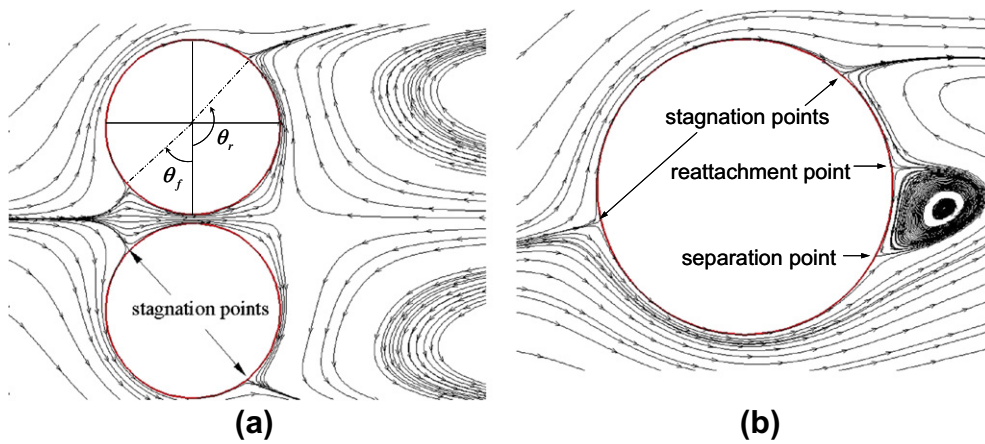 θr
θf
stagnation points
(a)
stagnation points
reattachment point
separation point
(b)